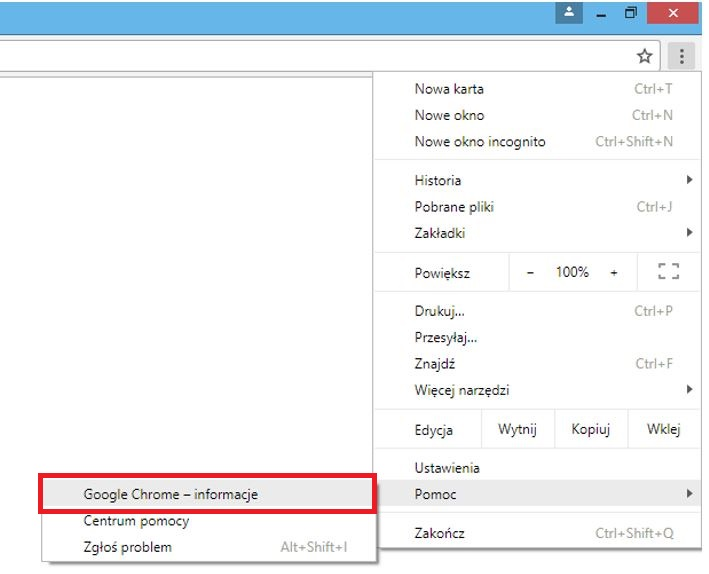 Nowa karta Ctrl+T
Nowe okno Ctrl+N
Nowe okno incognito Ctrl+Shift+N
Historia
Pobrane pliki Ctrl+J
Zakładki
Powiększ − 100% +
Drukuj... Ctrl+P
Przesyłaj...
Znajdź Ctrl+F
Więcej narzędzi
Edycja Wytnij Kopiuj Wklej
Ustawienia
Pomoc
Zakończ Ctrl+Shift+Q
Google Chrome – informacje
Centrum pomocy
Zgłoś problem Alt+Shift+I